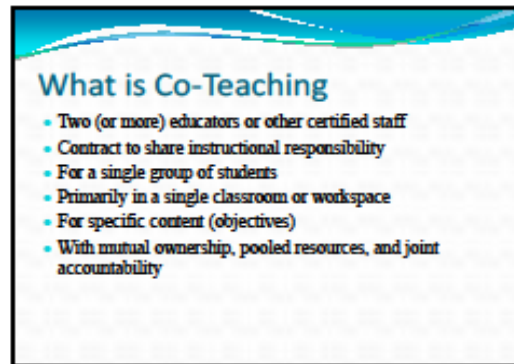 What is Co-Teaching
Two (or more) educators or other certified staff
Contract to share instructional responsibility
For a single group of students
Primarily in a single classroom or workspace
For specific content (objectives)
With mutual ownership, pooled resources, and joint
accountability